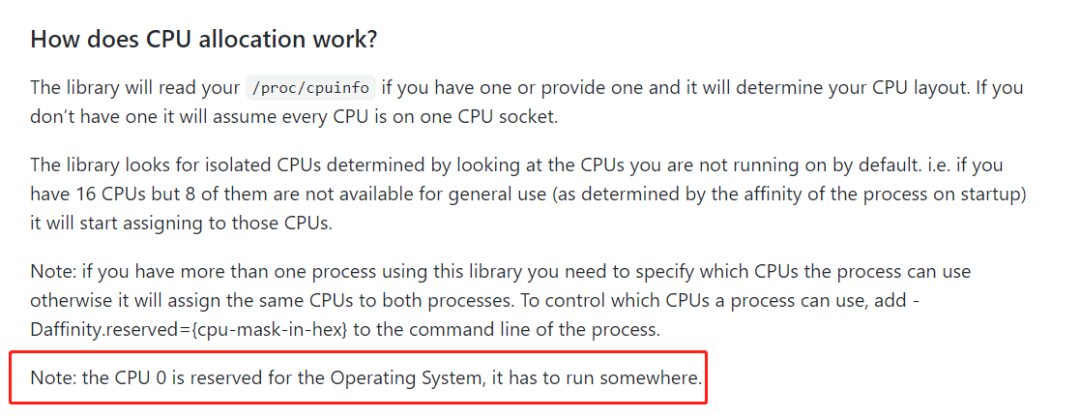 How does CPU allocation work?
The library will read your /proc/cpuinfo if you have one or provide one and it will determine your CPU layout. If you
don’t have one it will assume every CPU is on one CPU socket.
The library looks for isolated CPUs determined by looking at the CPUs you are not running on by default. i.e. if you
have 16 CPUs but 8 of them are not available for general use (as determined by the affinity of the process on startup)
it will start assigning to those CPUs.
Note: if you have more than one process using this library you need to specify which CPUs the process can use
otherwise it will assign the same CPUs to both processes. To control which CPUs a process can use, add -
Daffinity.reserved={cpu-mask-in-hex} to the command line of the process.
Note: the CPU 0 is reserved for the Operating System, it has to run somewhere.